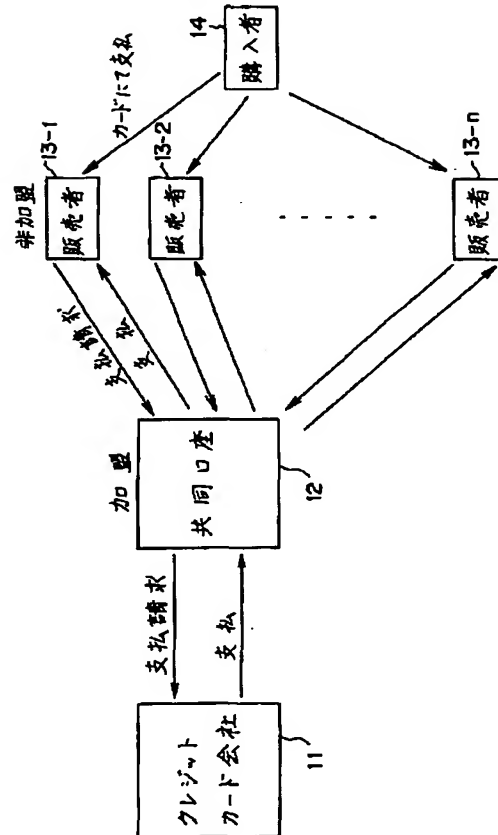 クレジット
カード会社
11
支払請求
支払
加盟
共同口座
12
支払請求
支払
非加盟
販売者
13-1
販売者
13-2
販売者
13-n
カードにて支払
購入者
14